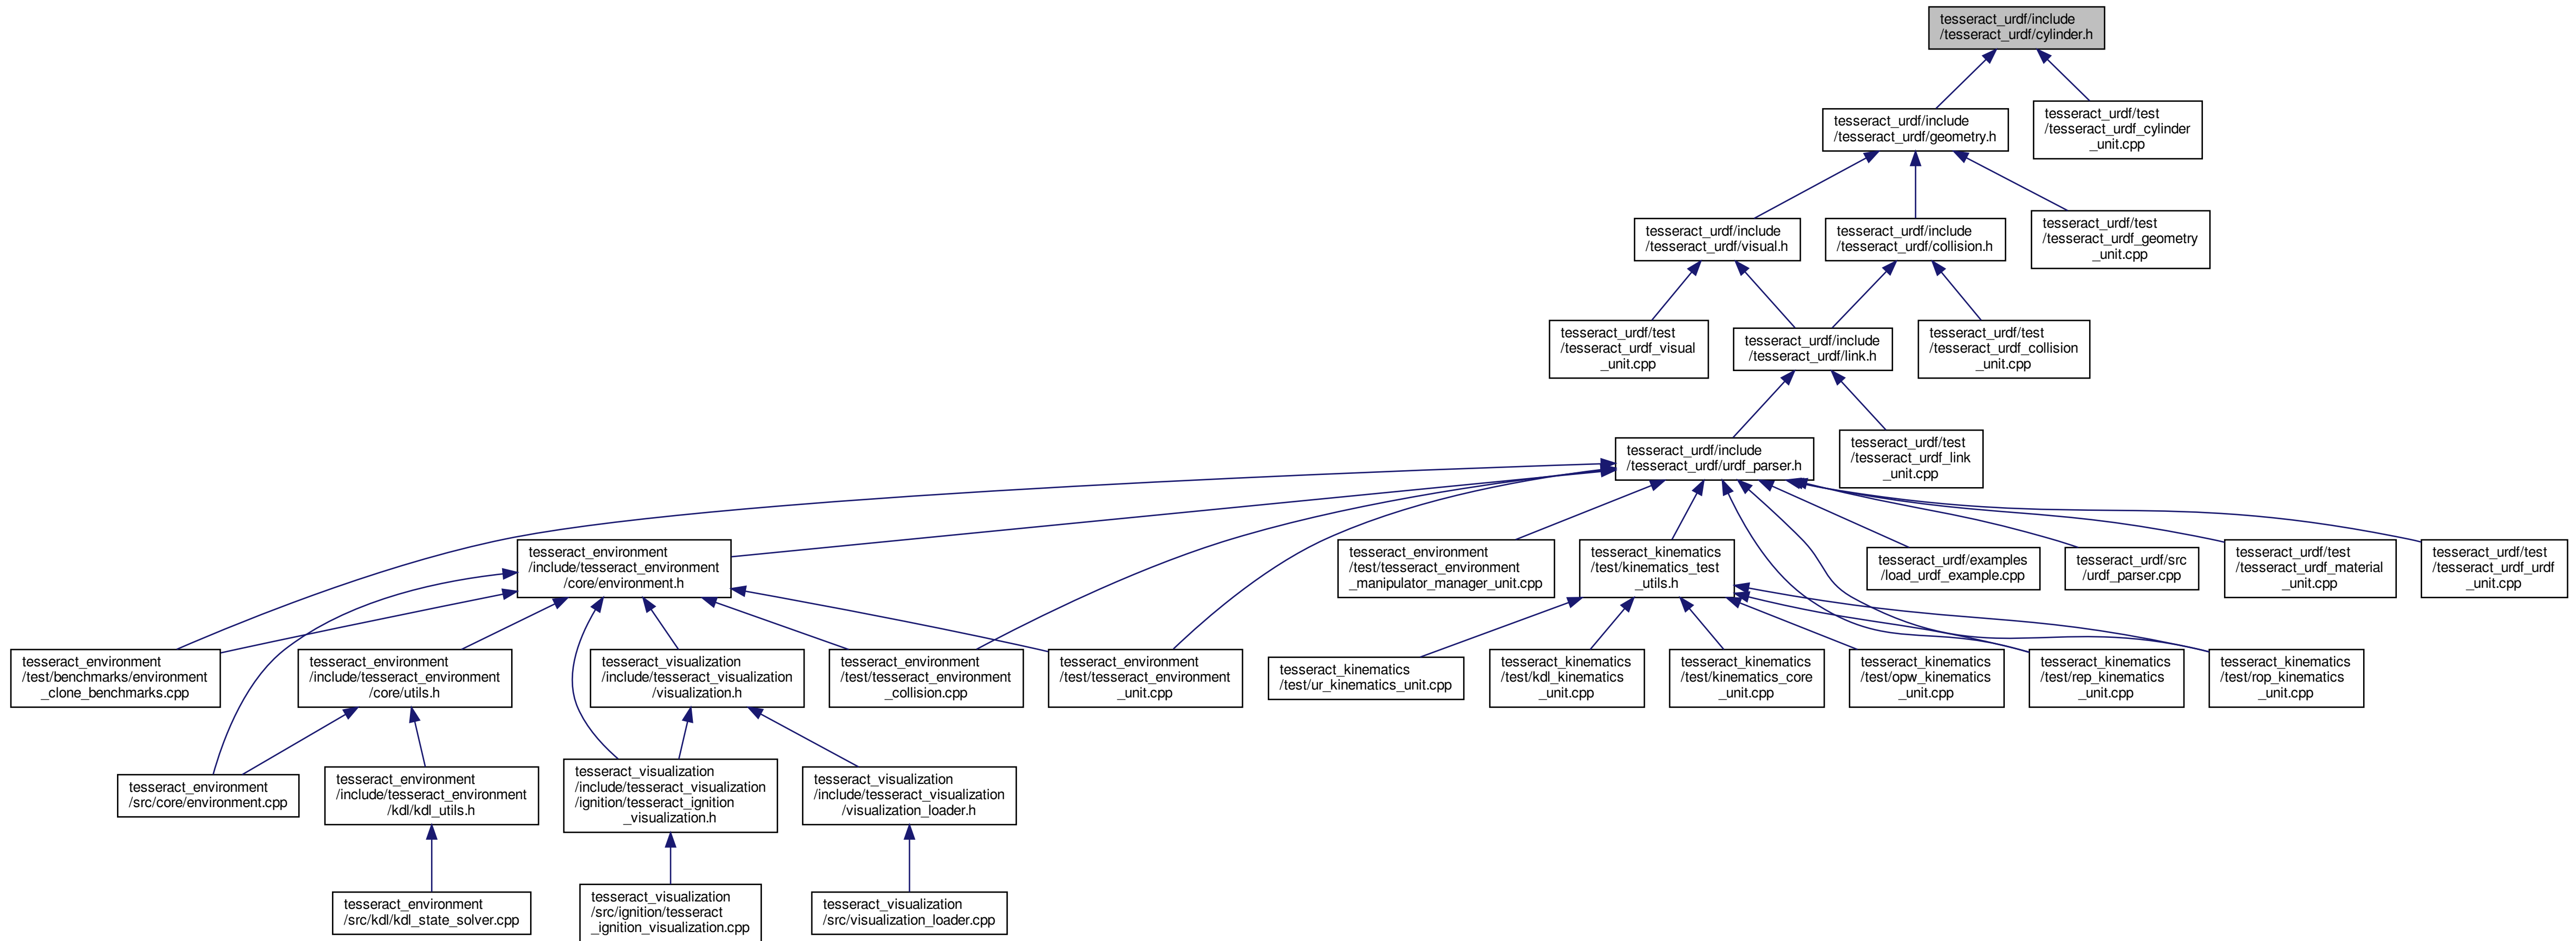 tesseract_urdf/include
/tesseract_urdf/cylinder.h
tesseract_urdf/include
/tesseract_urdf/geometry.h
tesseract_urdf/test
/tesseract_urdf_cylinder
_unit.cpp
tesseract_urdf/include
/tesseract_urdf/visual.h
tesseract_urdf/include
/tesseract_urdf/collision.h
tesseract_urdf/test
/tesseract_urdf_geometry
_unit.cpp
tesseract_urdf/test
/tesseract_urdf_visual
_unit.cpp
tesseract_urdf/include
/tesseract_urdf/link.h
tesseract_urdf/test
/tesseract_urdf_collision
_unit.cpp
tesseract_urdf/include
/tesseract_urdf/urdf_parser.h
tesseract_urdf/test
/tesseract_urdf_link
_unit.cpp
tesseract_environment
/include/tesseract_environment
/core/environment.h
tesseract_environment
/test/tesseract_environment
_manipulator_manager_unit.cpp
tesseract_kinematics
/test/kinematics_test
_utils.h
tesseract_urdf/examples
/load_urdf_example.cpp
tesseract_urdf/src
/urdf_parser.cpp
tesseract_urdf/test
/tesseract_urdf_material
_unit.cpp
tesseract_urdf/test
/tesseract_urdf_urdf
_unit.cpp
tesseract_environment
/test/benchmarks/environment
_clone_benchmarks.cpp
tesseract_environment
/include/tesseract_environment
/core/utils.h
tesseract_visualization
/include/tesseract_visualization
/visualization.h
tesseract_environment
/test/tesseract_environment
_collision.cpp
tesseract_environment
/test/tesseract_environment
_unit.cpp
tesseract_kinematics
/test/ur_kinematics_unit.cpp
tesseract_kinematics
/test/kdl_kinematics
_unit.cpp
tesseract_kinematics
/test/kinematics_core
_unit.cpp
tesseract_kinematics
/test/opw_kinematics
_unit.cpp
tesseract_kinematics
/test/rep_kinematics
_unit.cpp
tesseract_kinematics
/test/rop_kinematics
_unit.cpp
tesseract_environment
/src/core/environment.cpp
tesseract_environment
/include/tesseract_environment
/kdl/kdl_utils.h
tesseract_visualization
/include/tesseract_visualization
/ignition/tesseract_ignition
_visualization.h
tesseract_visualization
/include/tesseract_visualization
/visualization_loader.h
tesseract_environment
/src/kdl/kdl_state_solver.cpp
tesseract_visualization
/src/ignition/tesseract
_ignition_visualization.cpp
tesseract_visualization
/src/visualization_loader.cpp